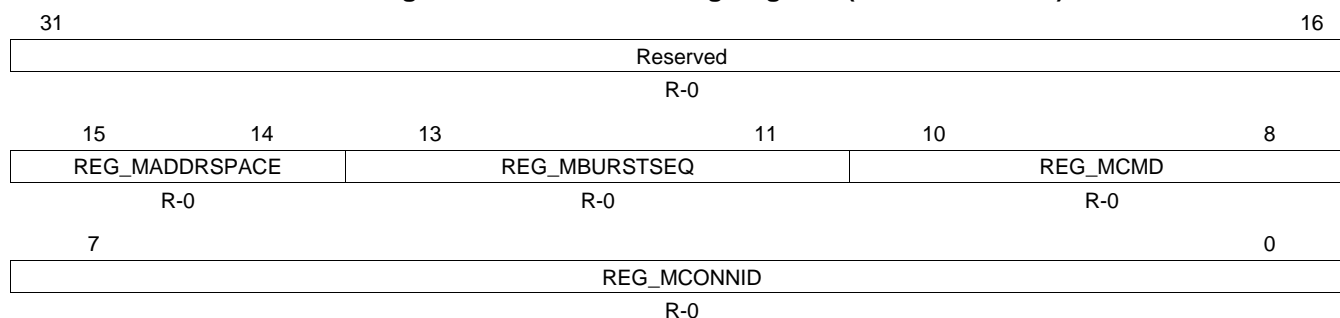 31 16
Reserved
R-0
15 14 13 11 10 8
REG_MADDRSPACE REG_MBURSTSEQ REG_MCMD
R-0 R-0 R-0
7 0
REG_MCONNID
R-0